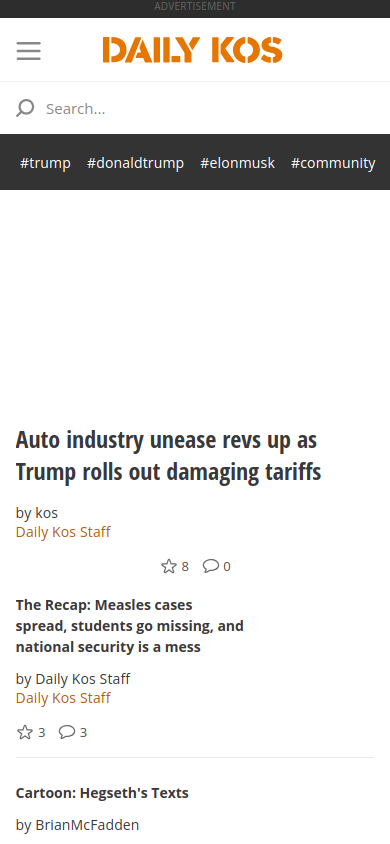 ADVERTISEMENT
DAILY KOS
Search...
#trump #donaldtrump #elonmusk #community
Auto industry unease revs up as
Trump rolls out damaging tariffs
by kos
Daily Kos Staff
8 0
The Recap: Measles cases
spread, students go missing, and
national security is a mess
by Daily Kos Staff
Daily Kos Staff
3 3
Cartoon: Hegseth's Texts
by BrianMcFadden